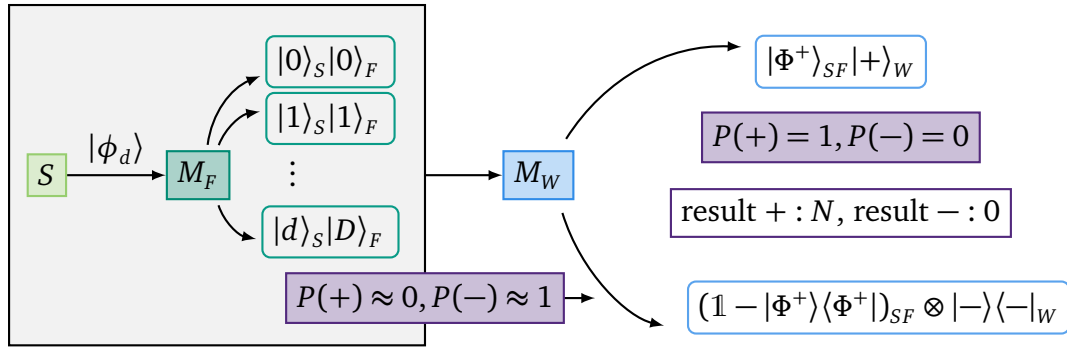 |0⟩_S|0⟩_F
|1⟩_S|1⟩_F
⋮
|d⟩_S|D⟩_F
S
|ϕ_d⟩
M_F
M_W
|Φ⁺⟩_{SF}|+⟩_W
P(+) = 1, P(−) = 0
result + : N, result − : 0
P(+) ≈ 0, P(−) ≈ 1
(𝟙 − |Φ⁺⟩⟨Φ⁺|)_{SF} ⊗ |−⟩⟨−|_W